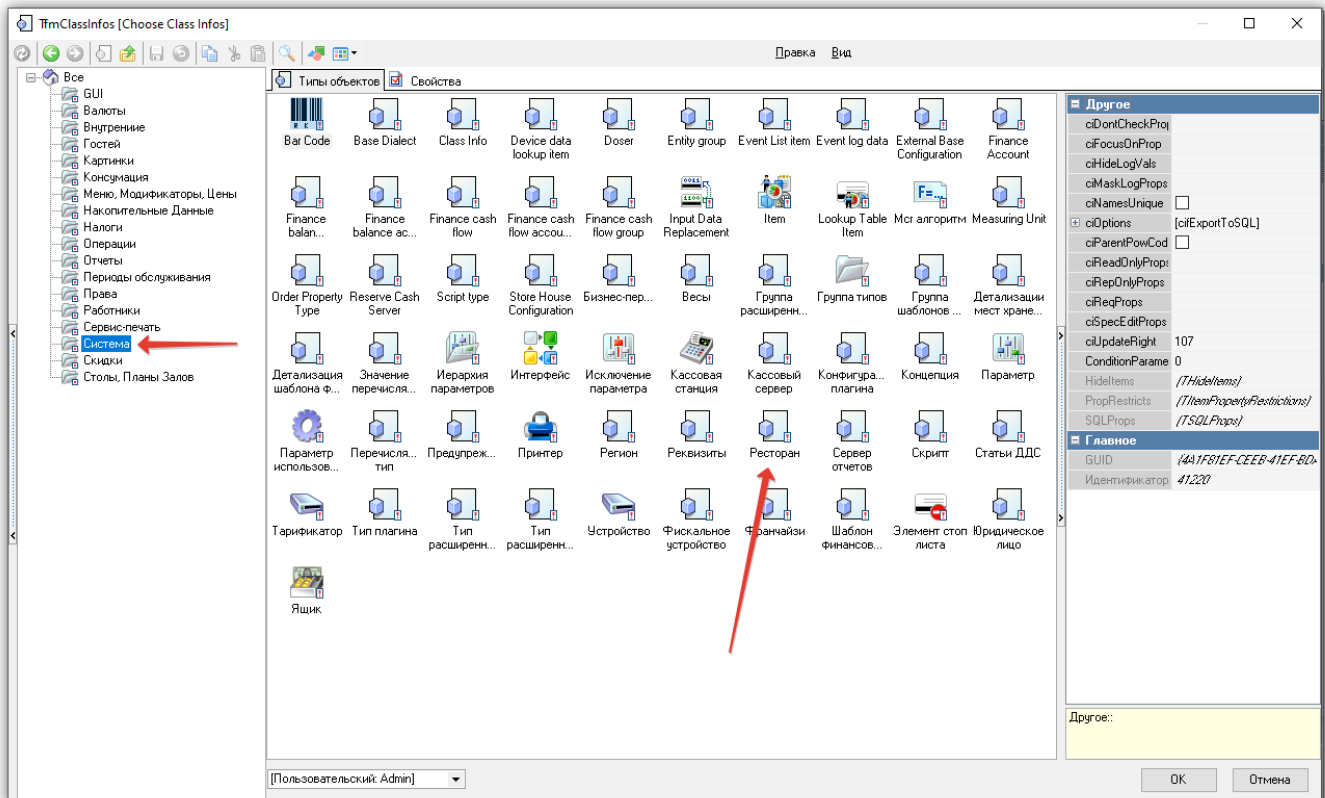 TfmClassInfos [Choose Class Infos]
Правка Вид
Все
GUI
Валюты
Внутренние
Гостей
Картинки
Консумация
Меню, Модификаторы, Цены
Накопительные Данные
Налоги
Операции
Отчеты
Периоды обслуживания
Права
Работники
Сервис-печать
Система
Скидки
Столы, Планы Залов
Типы объектов Свойства
Bar Code Base Dialect Class Info Device data lookup item Doser Entity group Event List item Event log data External Base Configuration Finance Account
Finance balan... Finance balance ac... Finance cash flow Finance cash flow accou... Finance cash flow group Input Data Replacement Item Lookup Table Item Мсг алгоритм Measuring Unit
Order Property Type Reserve Cash Server Script type Store House Configuration Бизнес-пер... Весы Группа расширенн... Группа типов Группа шаблонов ... Детализации мест хране...
Детализация шаблона ф... Значение перечисля... Иерархия параметров Интерфейс Исключение параметра Кассовая станция Кассовый сервер Конфигура... плагина Концепция Параметр
Параметр использов... Перечисля... тип Предупреж... Принтер Регион Реквизиты Ресторан Сервер отчетов Скрипт Статьи ДДС
Тарификатор Тип плагина Тип расширенн... Тип расширенн... Устройство Фискальное устройство Франчайзи Шаблон финансов... Элемент стоп листа Юридическое лицо
Ящик
Другое
ciDontCheckProp
ciFocusOnProp
ciHideLogVals
ciMaskLogProps
ciNamesUnique
ciOptions [cifExportToSQL]
ciParentPowCod
ciReadOnlyProps
ciRepOnlyProps
ciReqProps
ciSpecEditProps
ciUpdateRight 107
ConditionParame 0
HideItems (THideItems)
PropRestricts (TItemPropertyRestrictions)
SQLProps (TSQLProps)
Главное
GUID {4A1F81EF-CEEB-41EF-BD
Идентификатор 41220
Другое::
[Пользовательский: Admin]
OK Отмена